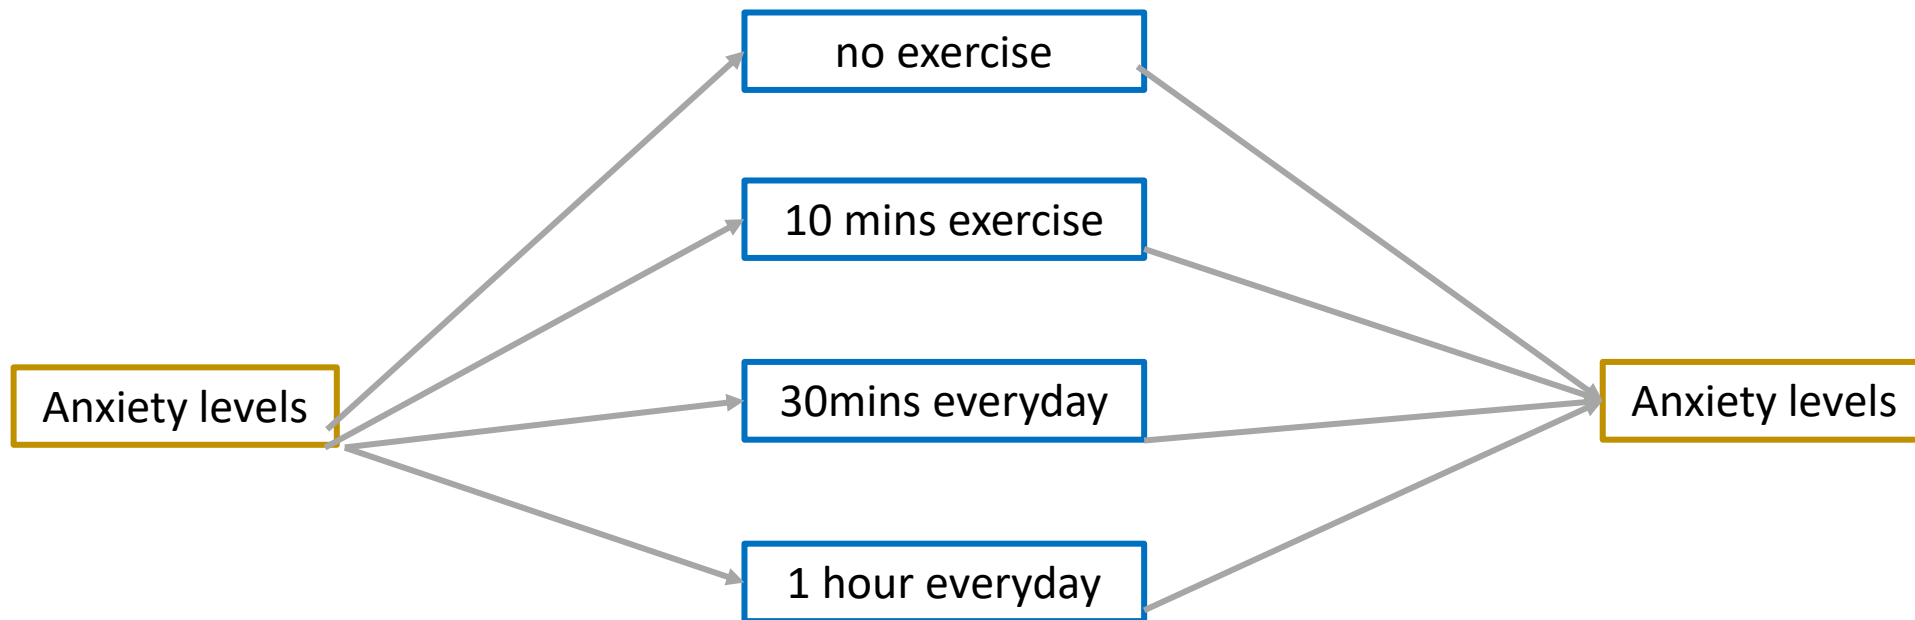 no exercise
10 mins exercise
Anxiety levels
30mins everyday
Anxiety levels
1 hour everyday